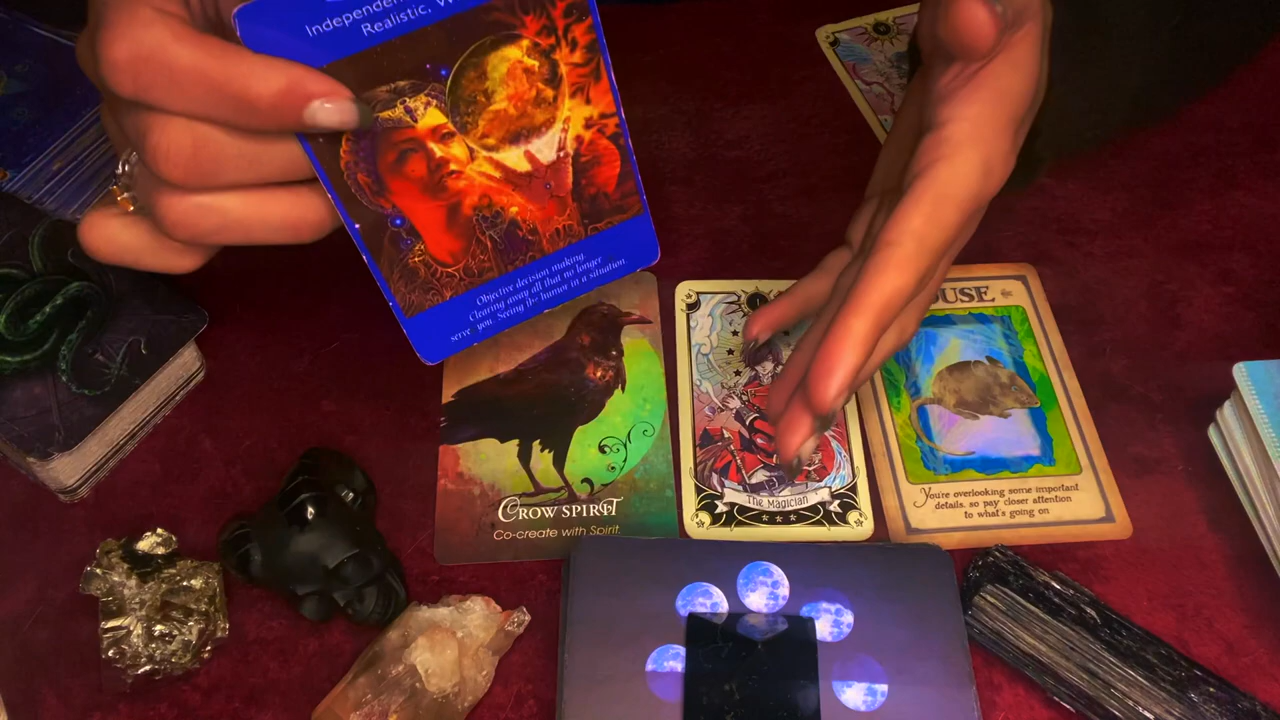 Independen
Realistic, W
Objective decision making.
Clearing away all that no longer
serve you. Seeing the humor in a situation.
CROW SPIRIT
Co-create with Spirit.
The Magician
OUSE
You're overlooking some important
details, so pay closer attention
to what's going on